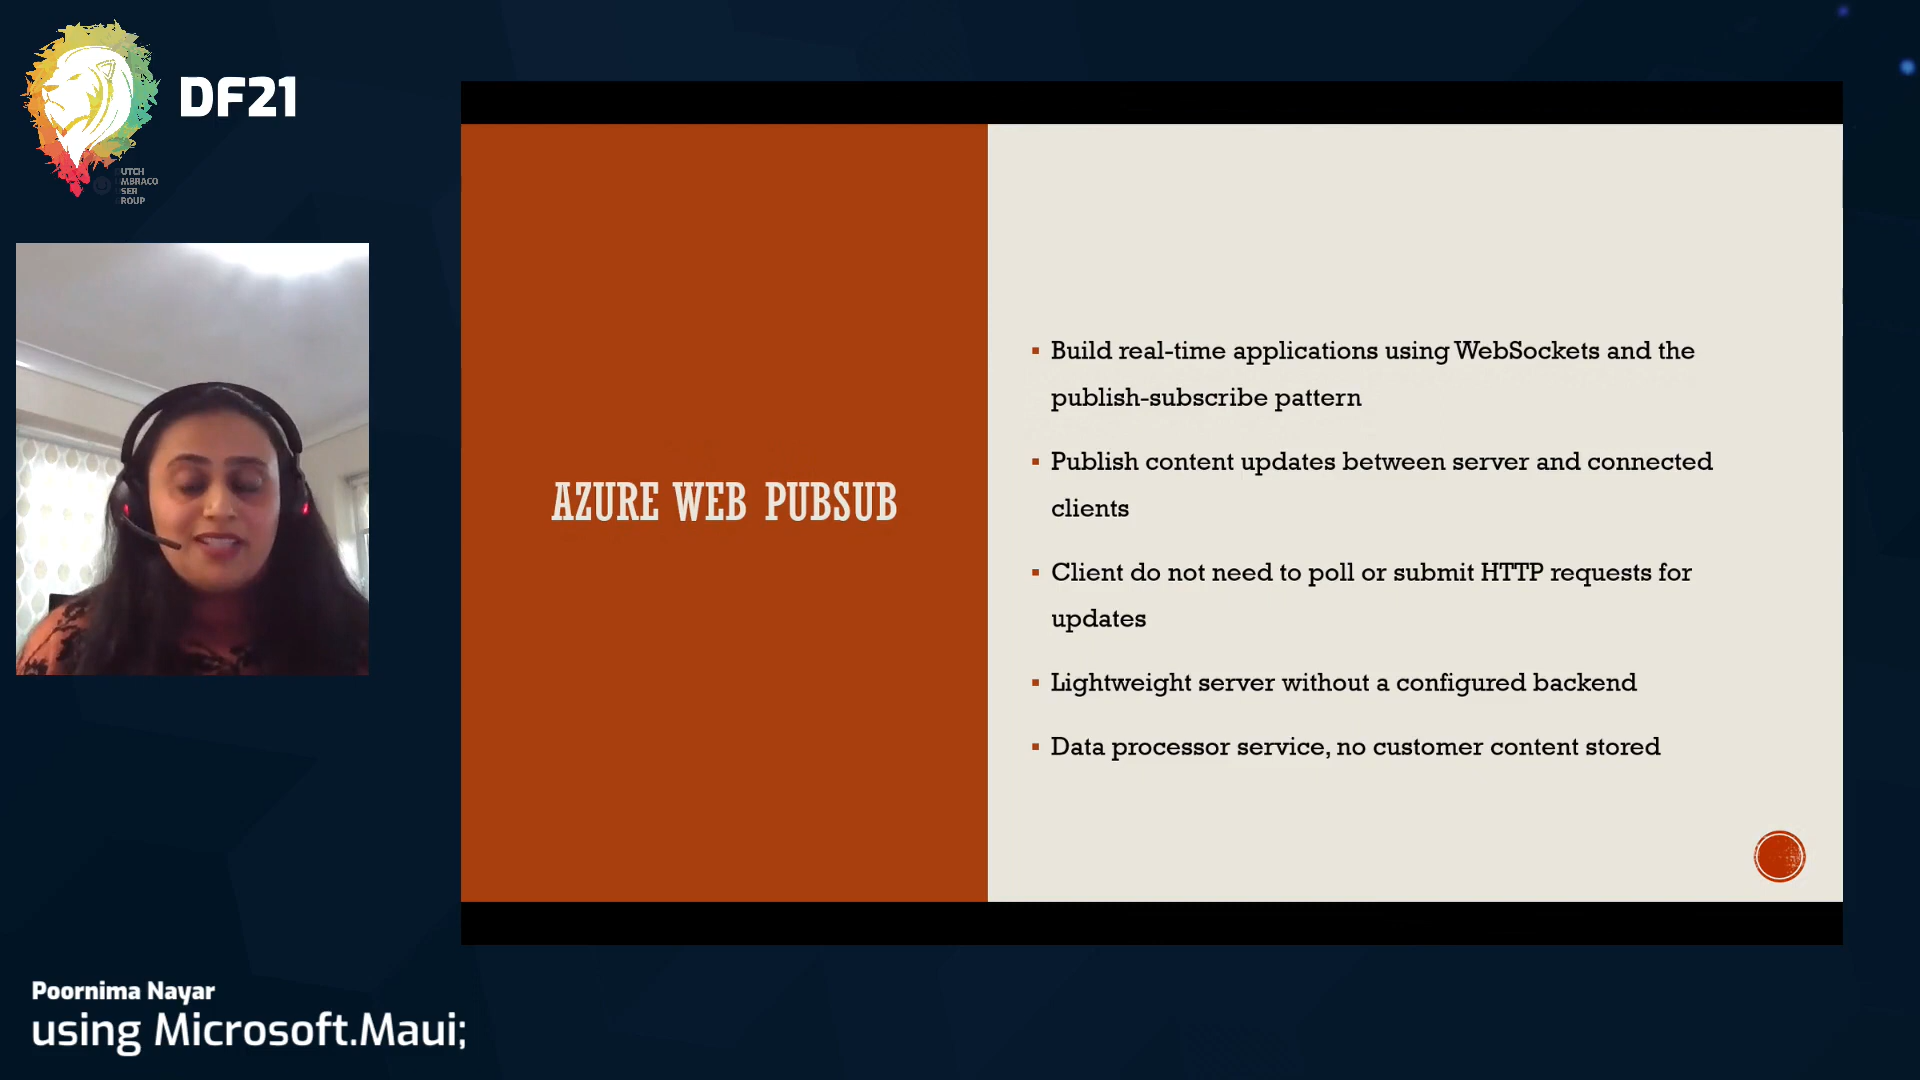 DF21
UTCH
MBRACO
SER
ROUP
AZURE WEB PUBSUB
▪ Build real-time applications using WebSockets and the
publish-subscribe pattern
▪ Publish content updates between server and connected
clients
▪ Client do not need to poll or submit HTTP requests for
updates
▪ Lightweight server without a configured backend
▪ Data processor service, no customer content stored
Poornima Nayar
using Microsoft.Maui;